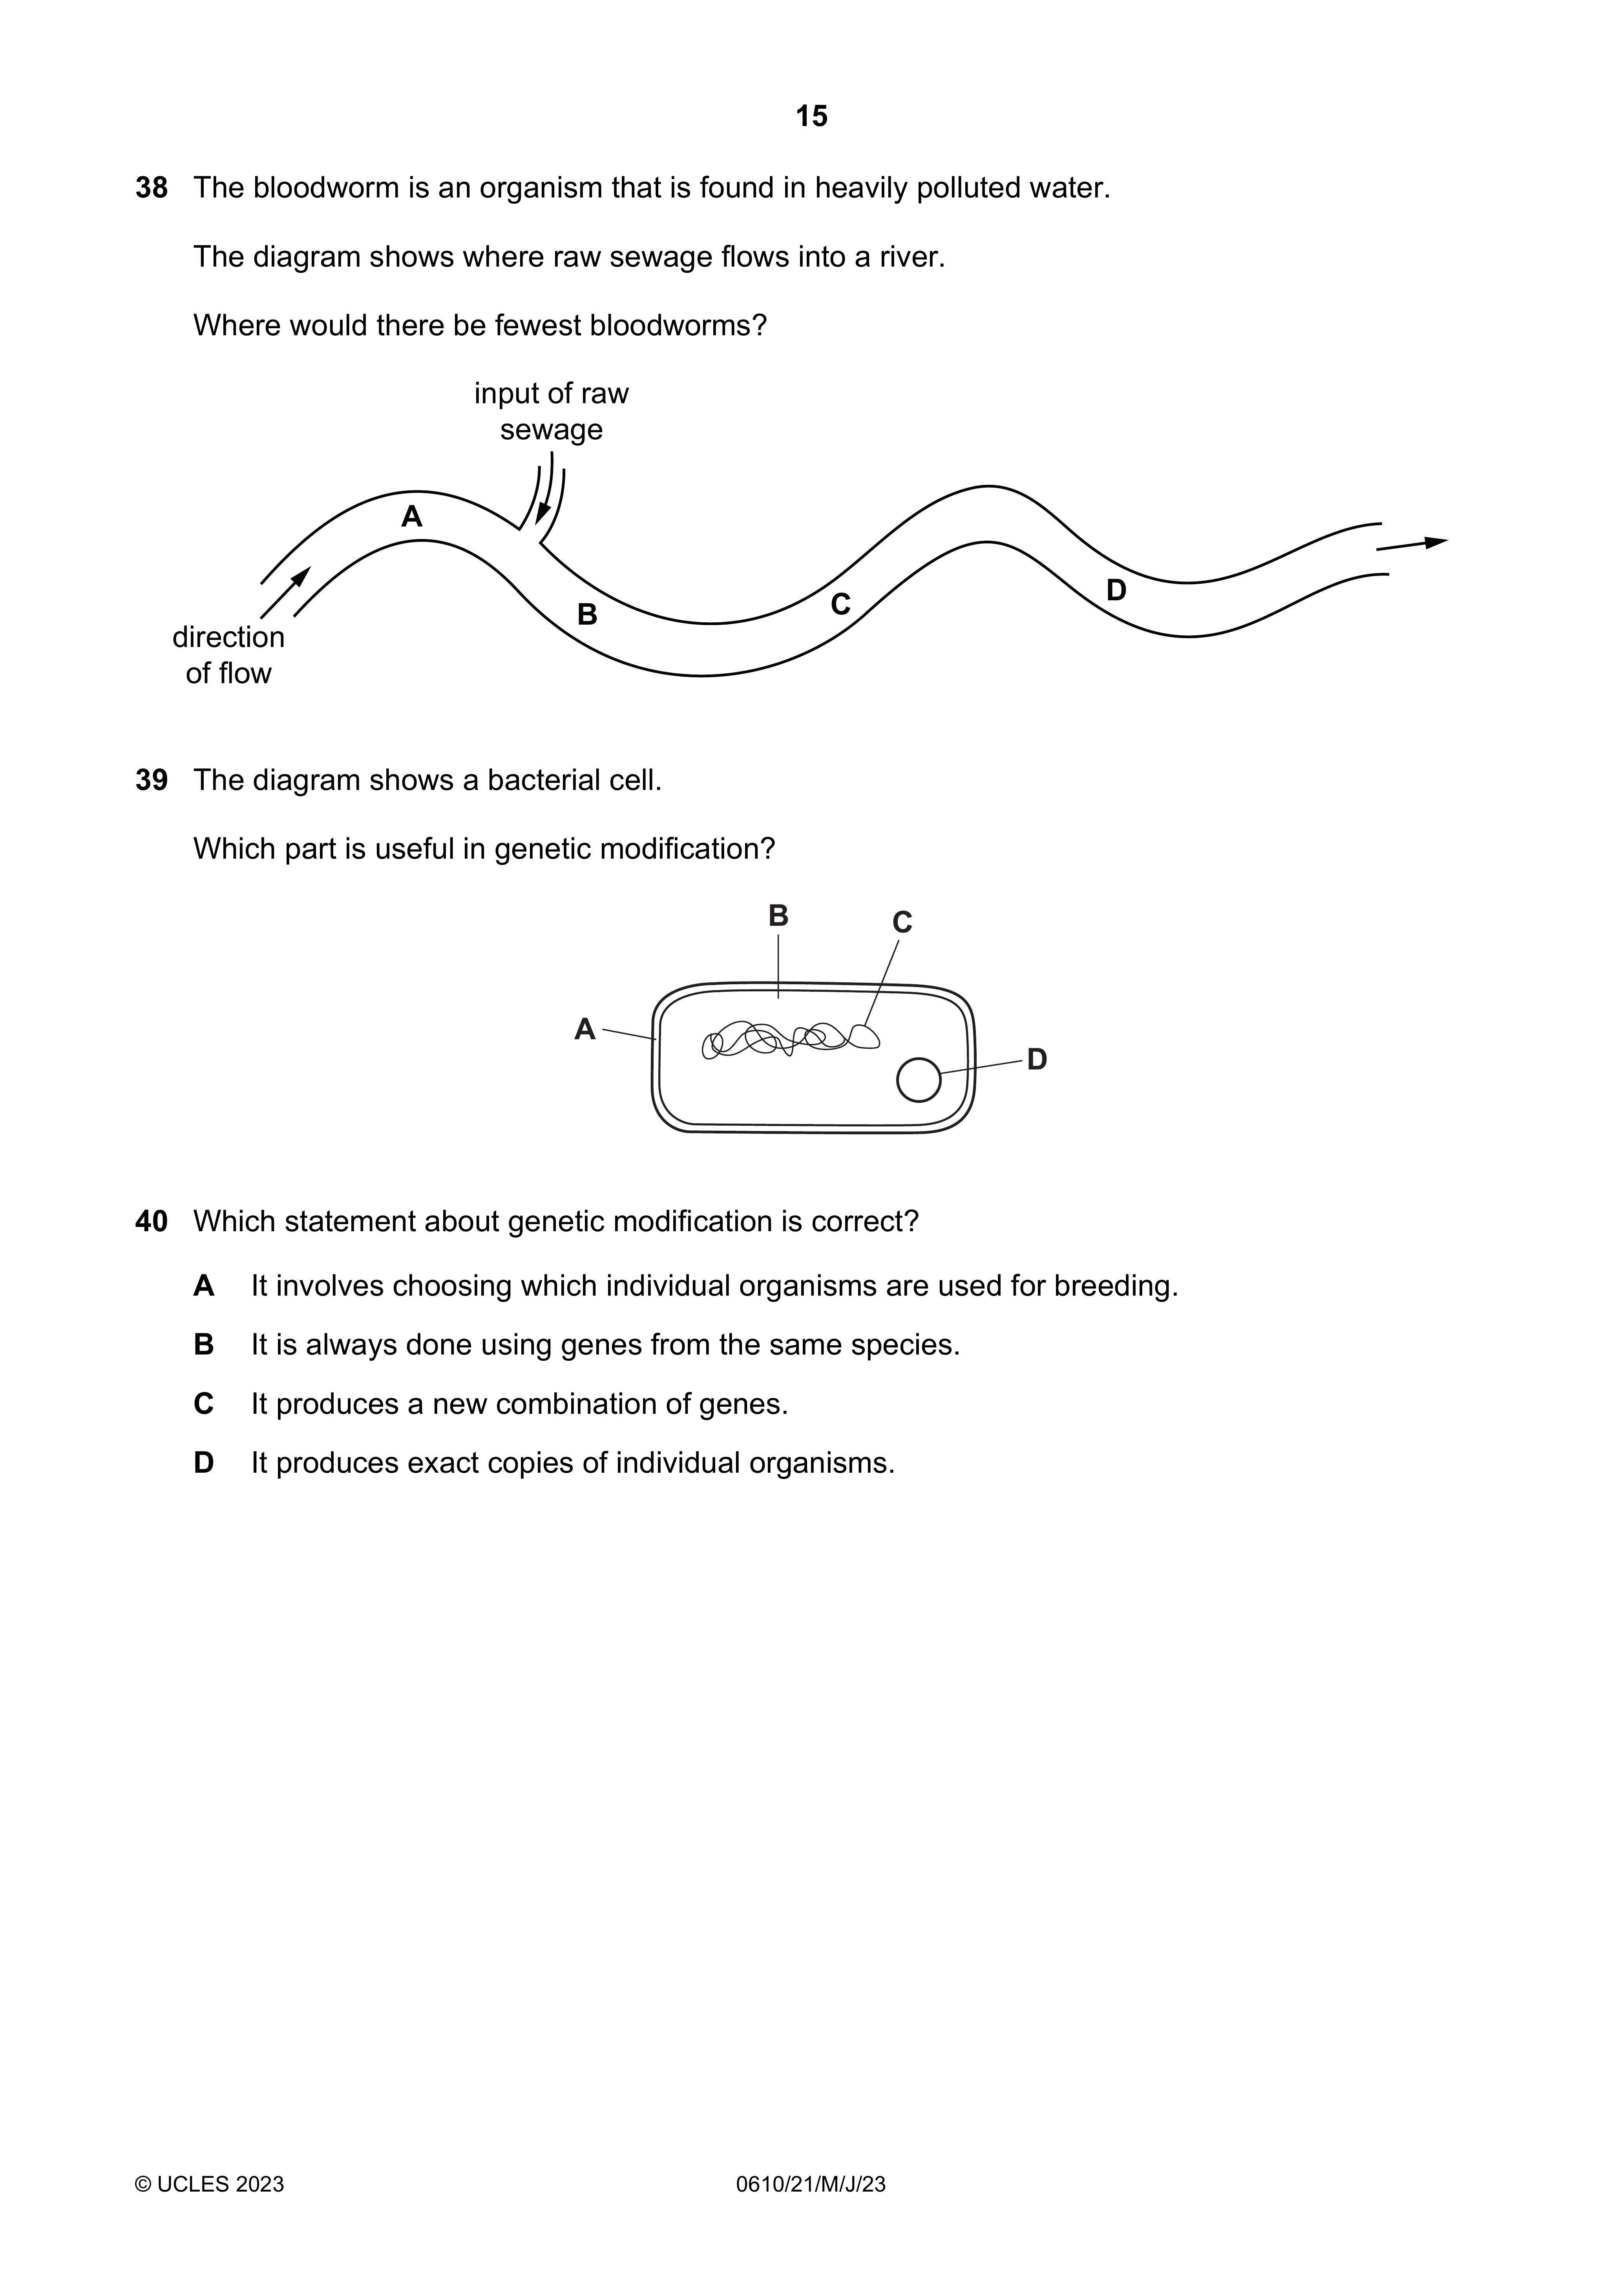 15
38 The bloodworm is an organism that is found in heavily polluted water.
The diagram shows where raw sewage flows into a river.
Where would there be fewest bloodworms?
input of raw
sewage
A
B
C
D
direction
of flow
39 The diagram shows a bacterial cell.
Which part is useful in genetic modification?
B
C
A
D
40 Which statement about genetic modification is correct?
A It involves choosing which individual organisms are used for breeding.
B It is always done using genes from the same species.
C It produces a new combination of genes.
D It produces exact copies of individual organisms.
© UCLES 2023 0610/21/M/J/23